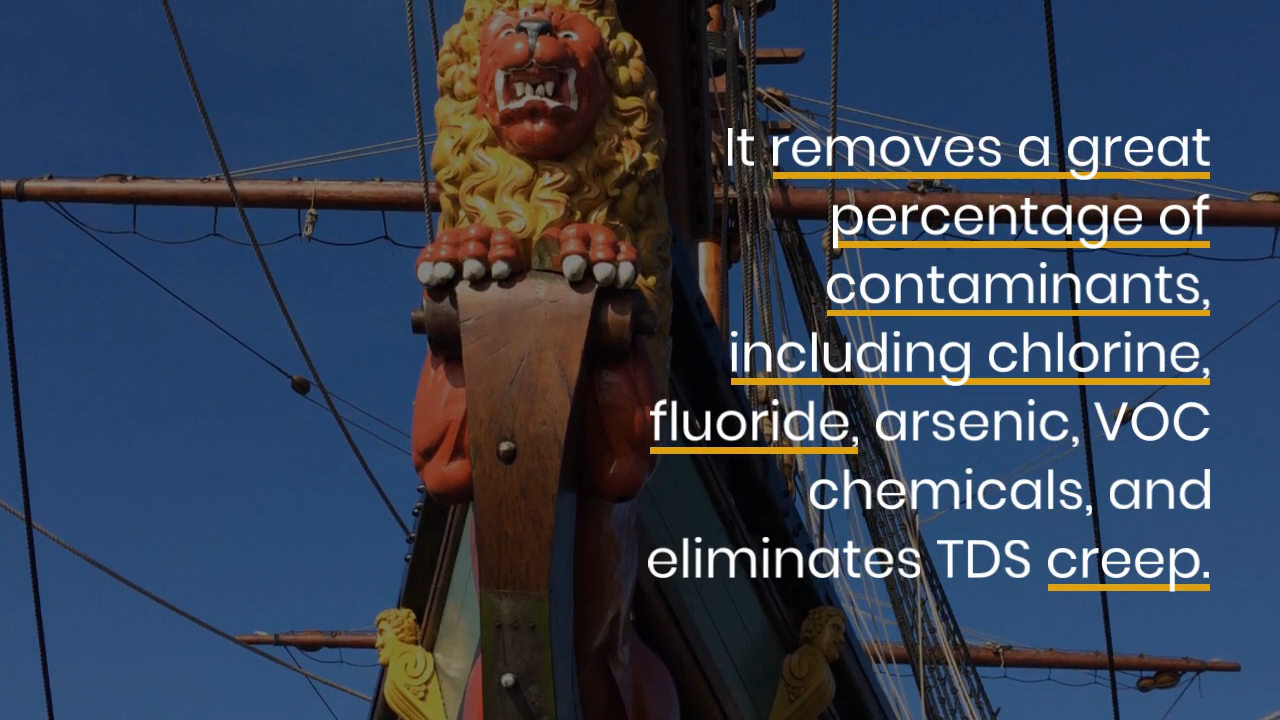 It removes a great
percentage of
contaminants,
including chlorine,
fluoride, arsenic, VOC
chemicals, and
eliminates TDS creep.